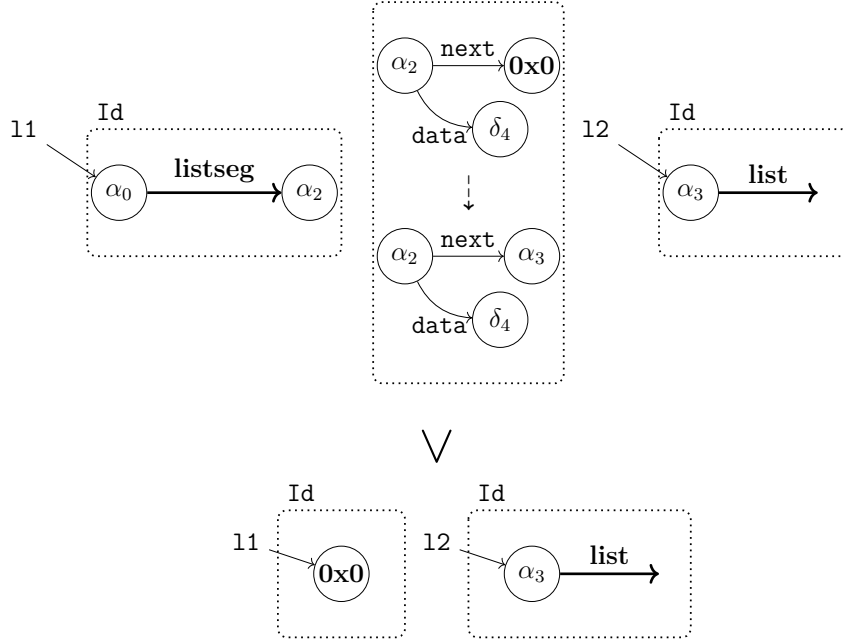 next
α₂ 0x0
l1 Id data δ₄ Id l2
listseg list
α₀ α₂ α₃
next
α₂ α₃
data δ₄
∨
Id Id
l1 l2 list
0x0 α₃